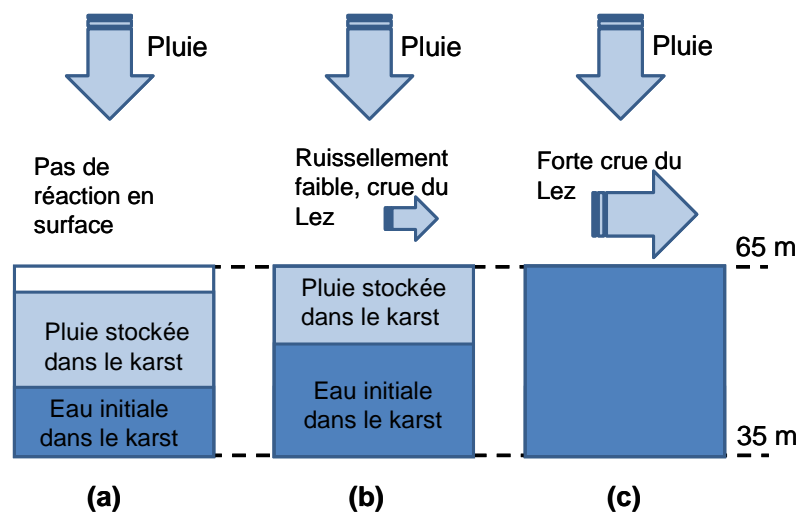 Pluie
Pluie
Pluie
Pas de
réaction en
surface
Ruissellement
faible, crue du
Lez
Forte crue du
Lez
65 m
Pluie stockée
dans le karst
Eau initiale
dans le karst
Pluie stockée
dans le karst
Eau initiale
dans le karst
35 m
(a)
(b)
(c)